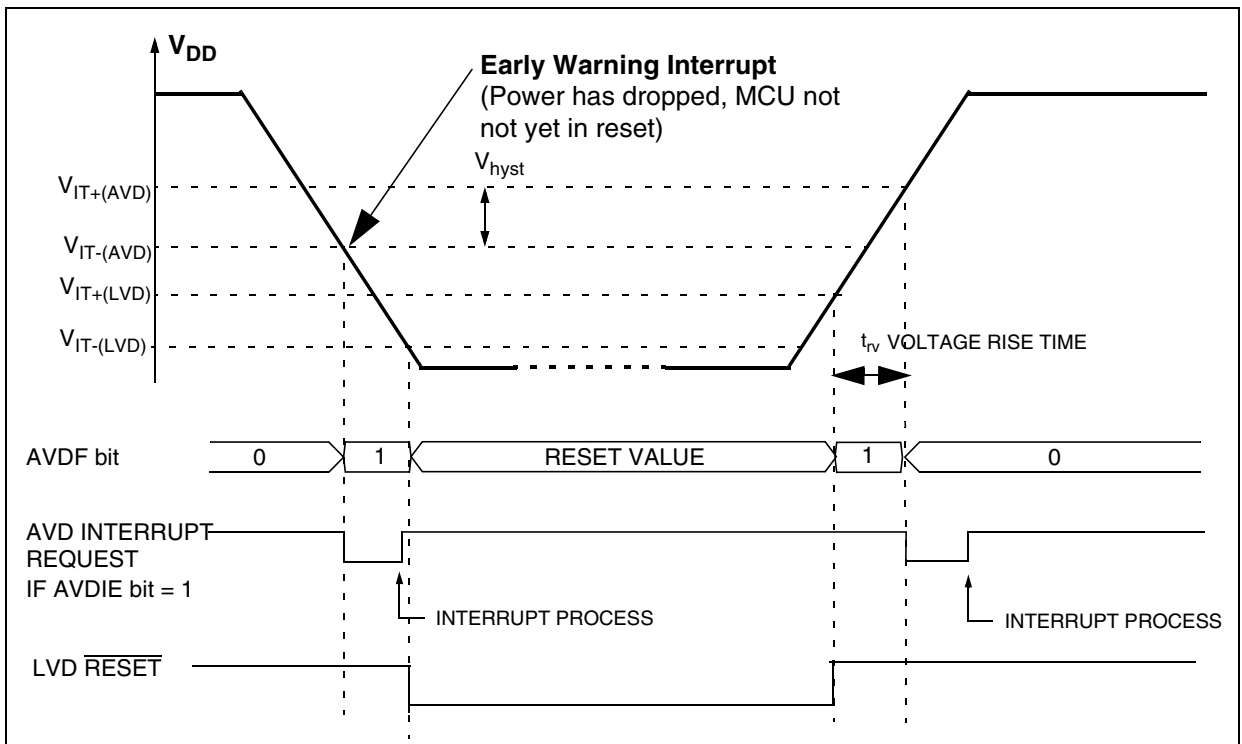 VDD
Early Warning Interrupt
(Power has dropped, MCU not
not yet in reset)
Vhyst
VIT+(AVD)
VIT-(AVD)
VIT+(LVD)
VIT-(LVD)
trv VOLTAGE RISE TIME
AVDF bit
0
1
RESET VALUE
1
0
AVD INTERRUPT
REQUEST
IF AVDIE bit = 1
INTERRUPT PROCESS
INTERRUPT PROCESS
LVD RESET